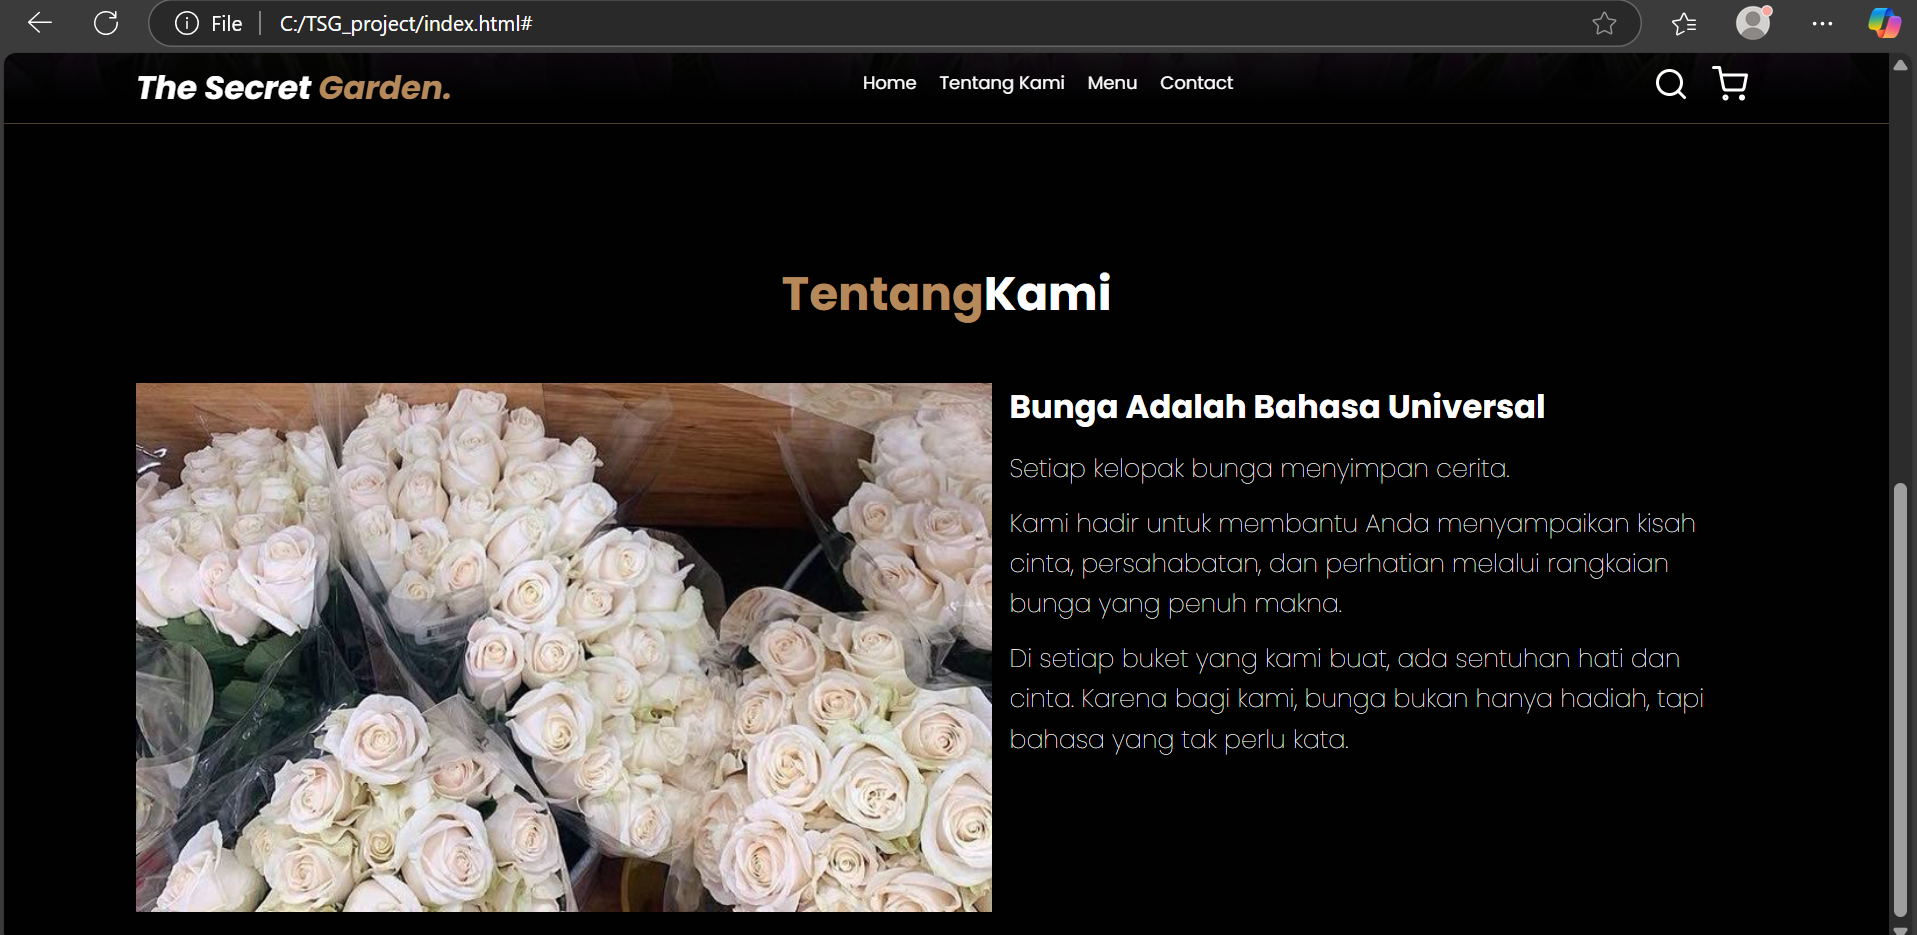 File
C:/TSG_project/index.html#
The Secret Garden.
Home Tentang Kami Menu Contact
TentangKami
Bunga Adalah Bahasa Universal
Setiap kelopak bunga menyimpan cerita.
Kami hadir untuk membantu Anda menyampaikan kisah
cinta, persahabatan, dan perhatian melalui rangkaian
bunga yang penuh makna.
Di setiap buket yang kami buat, ada sentuhan hati dan
cinta. Karena bagi kami, bunga bukan hanya hadiah, tapi
bahasa yang tak perlu kata.